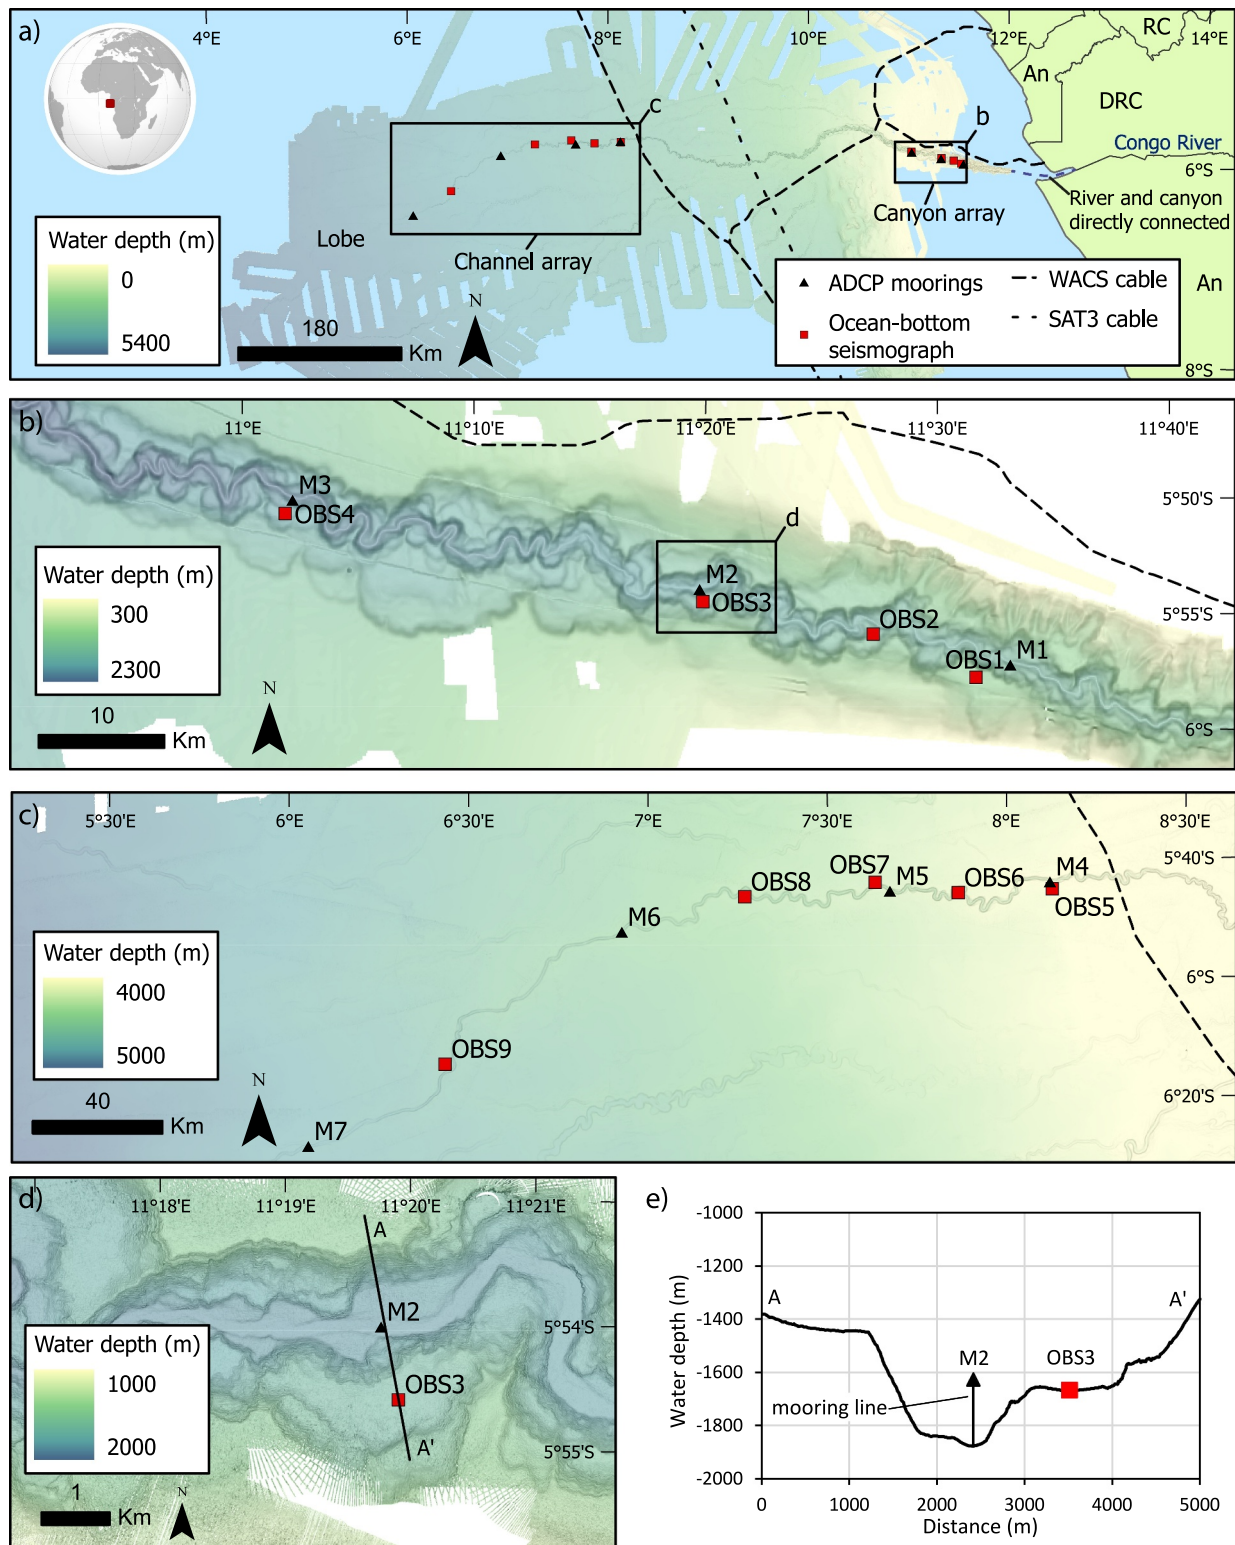 a)
4°E
6°E
8°E
10°E
12°E
14°E
RC
An
DRC
c
b
Congo River
6°S
River and canyon
directly connected
Canyon array
Lobe
Channel array
An
Water depth (m)
0
5400
180
Km
N
ADCP moorings
WACS cable
Ocean-bottom
seismograph
SAT3 cable
8°S
b)
11°E
11°10'E
11°20'E
11°30'E
11°40'E
M3
OBS4
5°50'S
d
M2
OBS3
OBS2
5°55'S
OBS1
M1
6°S
Water depth (m)
300
2300
10
Km
N
c)
5°30'E
6°E
6°30'E
7°E
7°30'E
8°E
8°30'E
5°40'S
OBS8
OBS7
M5
OBS6
M4
OBS5
M6
6°S
OBS9
M7
6°20'S
Water depth (m)
4000
5000
40
Km
N
d)
11°18'E
11°19'E
11°20'E
11°21'E
A
M2
5°54'S
OBS3
A'
5°55'S
Water depth (m)
1000
2000
1
Km
N
e)
-1000
-1200
-1400
-1600
-1800
-2000
Water depth (m)
A
A'
M2
OBS3
mooring line
0
1000
2000
3000
4000
5000
Distance (m)